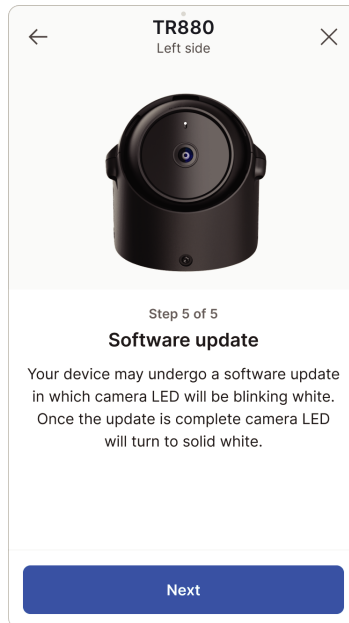 TR880
Left side
Step 5 of 5
Software update
Your device may undergo a software update
in which camera LED will be blinking white.
Once the update is complete camera LED
will turn to solid white.
Next